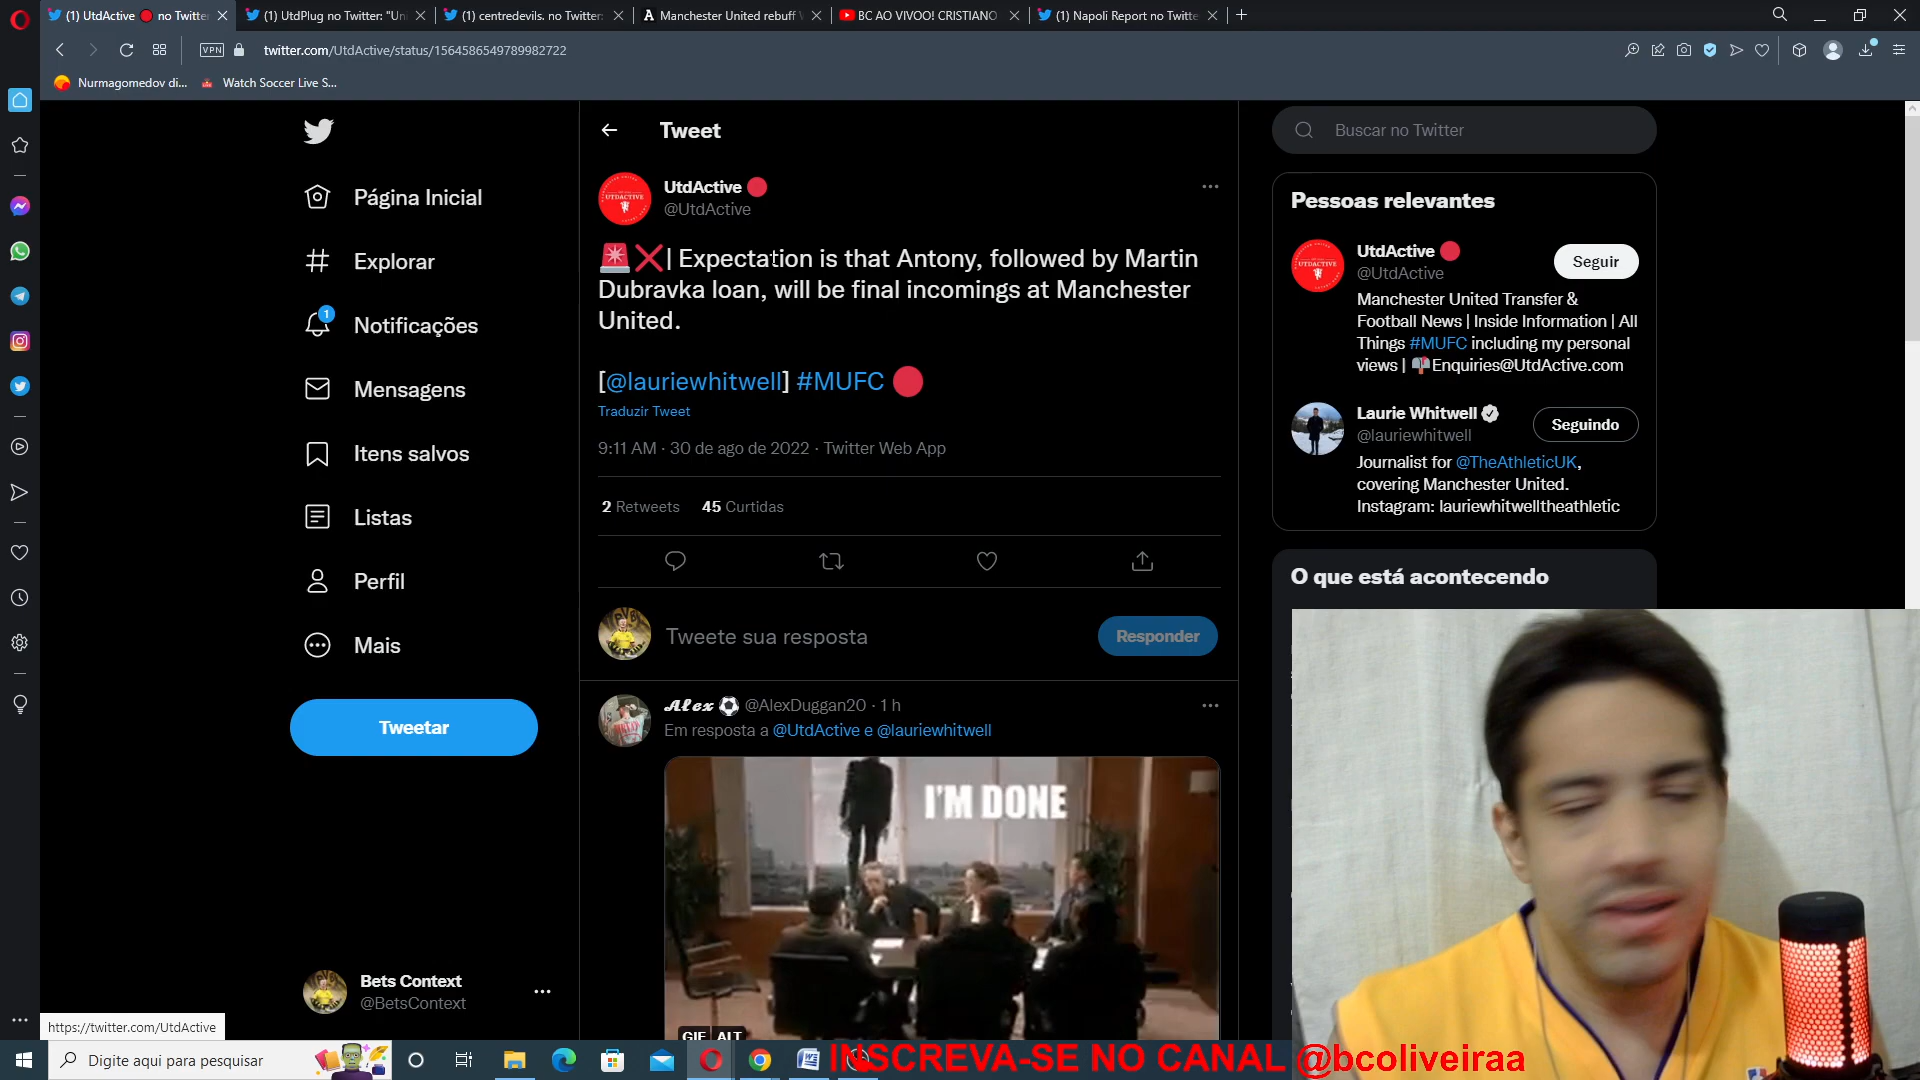 (1) UtdActive 🔴 no Twitter
(1) UtdPlug no Twitter: "Uni
(1) centredevils. no Twitter:
Manchester United rebuff
BC AO VIVOO! CRISTIANO
(1) Napoli Report no Twitte
VPN
twitter.com/UtdActive/status/1564586549789982722
Nurmagomedov di...
Watch Soccer Live S...
Página Inicial
Explorar
1
Notificações
Mensagens
Itens salvos
Listas
Perfil
Mais
Tweetar
Bets Context
@BetsContext
https://twitter.com/UtdActive
Tweet
UTDACTIVE
UtdActive 🔴
@UtdActive
🚨❌| Expectation is that Antony, followed by Martin
Dubravka loan, will be final incomings at Manchester
United.
[@lauriewhitwell] #MUFC 🔴
Traduzir Tweet
9:11 AM · 30 de ago de 2022 · Twitter Web App
2 Retweets 45 Curtidas
Tweete sua resposta
Responder
𝓐𝓵𝓮𝔁 ⚽ @AlexDuggan20 · 1 h
Em resposta a @UtdActive e @lauriewhitwell
I'M DONE
GIF ALT
Buscar no Twitter
Pessoas relevantes
UTDACTIVE
UtdActive 🔴
@UtdActive
Seguir
Manchester United Transfer &
Football News | Inside Information | All
Things #MUFC including my personal
views | 📬Enquiries@UtdActive.com
Laurie Whitwell
@lauriewhitwell
Seguindo
Journalist for @TheAthleticUK,
covering Manchester United.
Instagram: lauriewhitwelltheathletic
O que está acontecendo
Digite aqui para pesquisar
INSCREVA-SE NO CANAL @bcoliveiraa